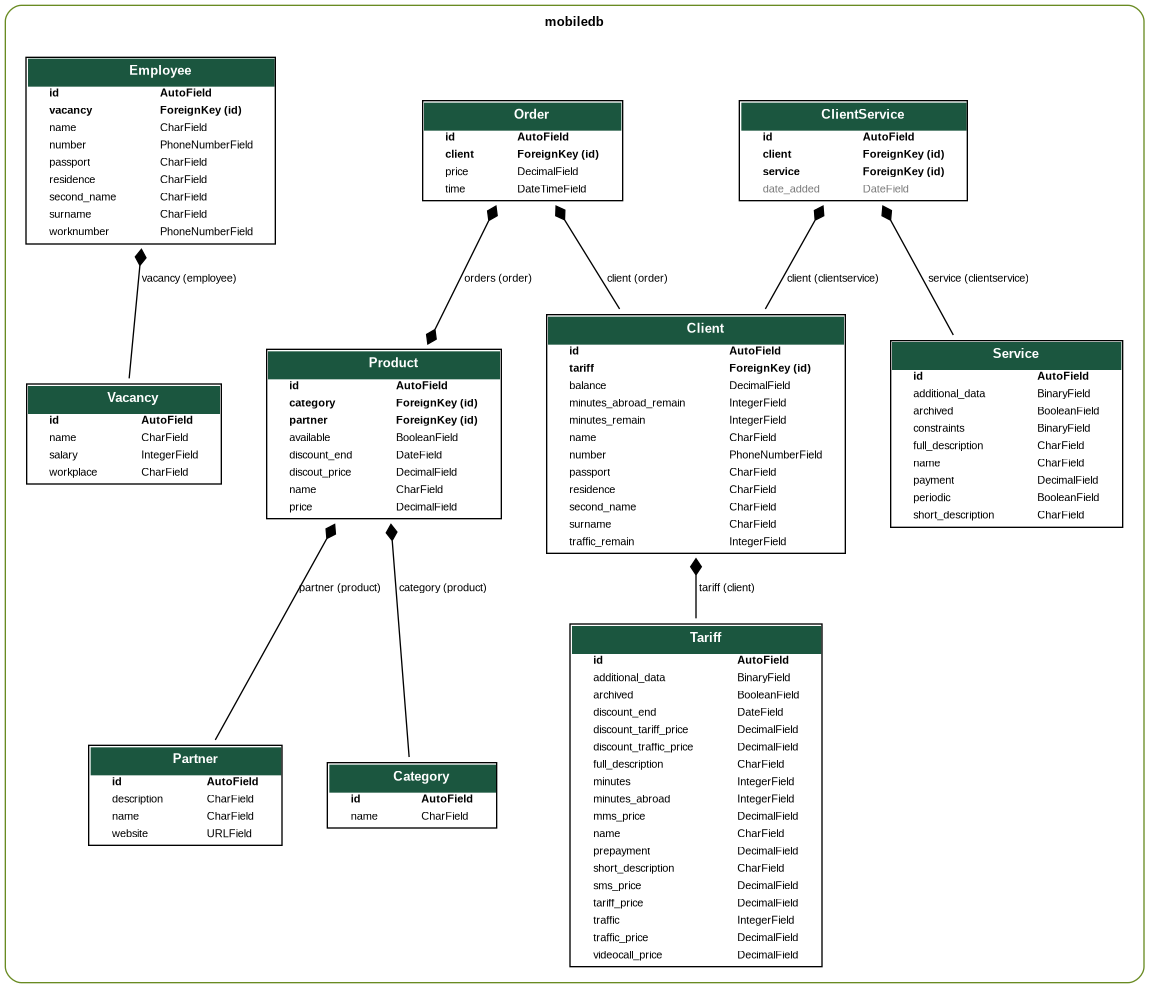 mobiledb
Employee
id AutoField
vacancy ForeignKey (id)
name CharField
number PhoneNumberField
passport CharField
residence CharField
second_name CharField
surname CharField
worknumber PhoneNumberField
Order
id AutoField
client ForeignKey (id)
price DecimalField
time DateTimeField
ClientService
id AutoField
client ForeignKey (id)
service ForeignKey (id)
date_added DateField
vacancy (employee)
orders (order)
client (order)
client (clientservice)
service (clientservice)
Vacancy
id AutoField
name CharField
salary IntegerField
workplace CharField
Product
id AutoField
category ForeignKey (id)
partner ForeignKey (id)
available BooleanField
discount_end DateField
discout_price DecimalField
name CharField
price DecimalField
Client
id AutoField
tariff ForeignKey (id)
balance DecimalField
minutes_abroad_remain IntegerField
minutes_remain IntegerField
name CharField
number PhoneNumberField
passport CharField
residence CharField
second_name CharField
surname CharField
traffic_remain IntegerField
Service
id AutoField
additional_data BinaryField
archived BooleanField
constraints BinaryField
full_description CharField
name CharField
payment DecimalField
periodic BooleanField
short_description CharField
partner (product)
category (product)
tariff (client)
Partner
id AutoField
description CharField
name CharField
website URLField
Category
id AutoField
name CharField
Tariff
id AutoField
additional_data BinaryField
archived BooleanField
discount_end DateField
discount_tariff_price DecimalField
discount_traffic_price DecimalField
full_description CharField
minutes IntegerField
minutes_abroad IntegerField
mms_price DecimalField
name CharField
prepayment DecimalField
short_description CharField
sms_price DecimalField
tariff_price DecimalField
traffic IntegerField
traffic_price DecimalField
videocall_price DecimalField